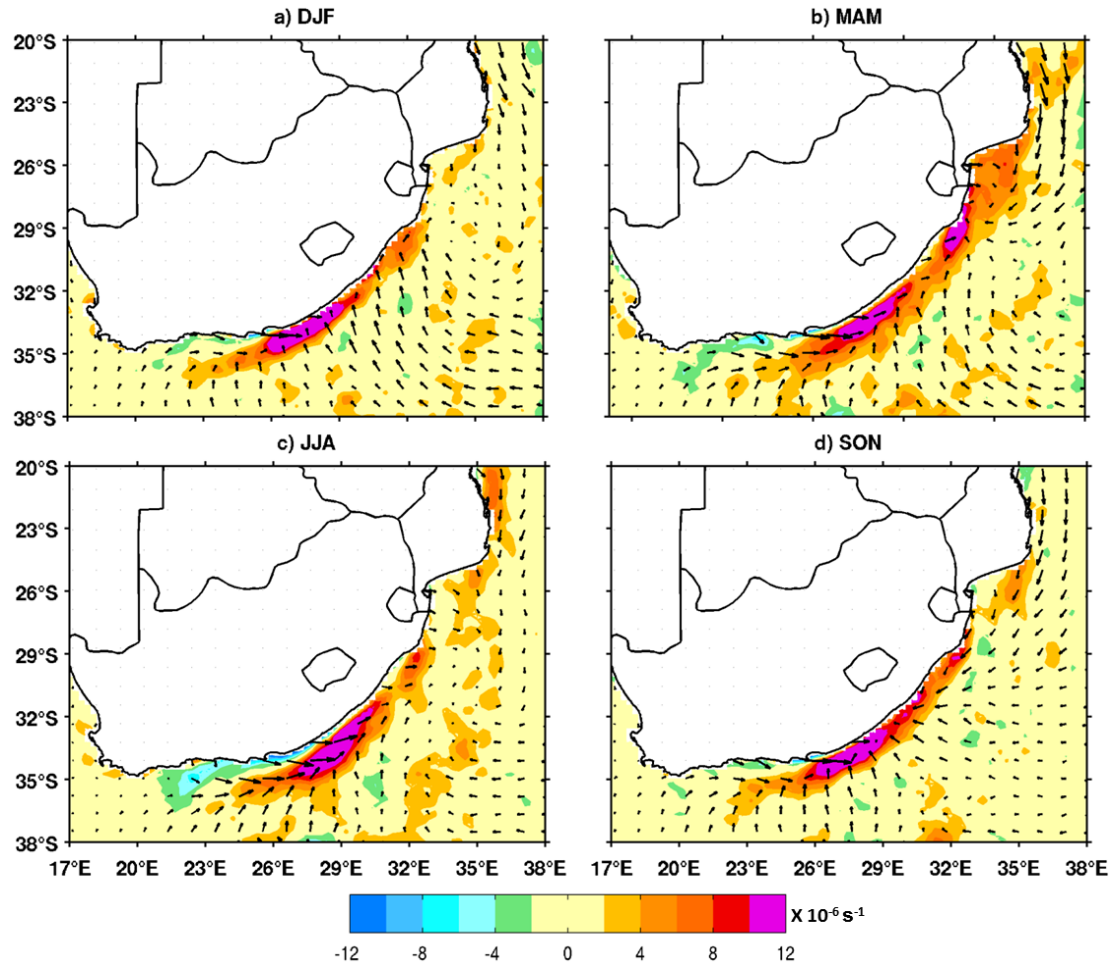 a) DJF
b) MAM
20°S
23°S
26°S
29°S
32°S
35°S
38°S
c) JJA
d) SON
20°S
23°S
26°S
29°S
32°S
35°S
38°S
17°E 20°E 23°E 26°E 29°E 32°E 35°E 38°E
17°E 20°E 23°E 26°E 29°E 32°E 35°E 38°E
X 10⁻⁶ s⁻¹
-12 -8 -4 0 4 8 12